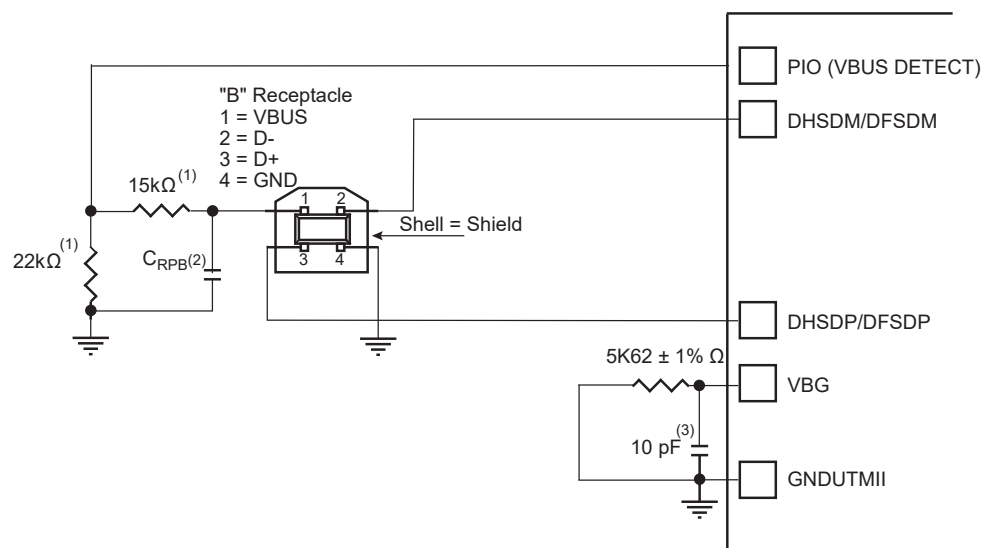 PIO (VBUS DETECT)
"B" Receptacle
1 = VBUS
2 = D-
3 = D+
4 = GND
DHSDM/DFSDM
15kΩ(1)
1 2
Shell = Shield
22kΩ(1)
CRPB(2)
3 4
DHSDP/DFSDP
5K62 ± 1% Ω
VBG
10 pF(3)
GNDUTMII